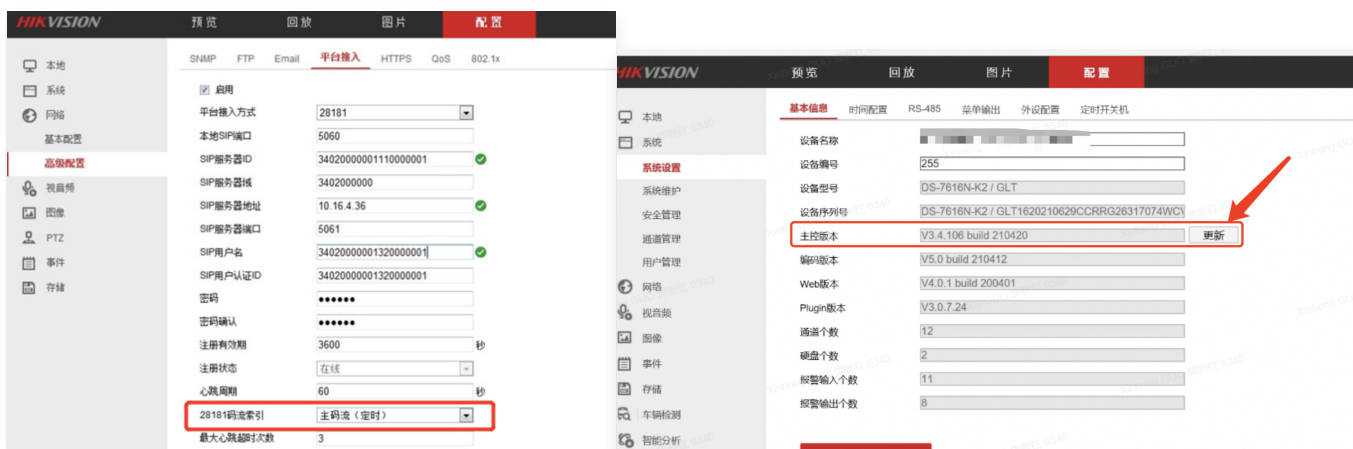 HIKVISION 预览 回放 图片 配置
本地
系统
网络
基本配置
高级配置
视音频
图像
PTZ
事件
存储
SNMP FTP Email 平台接入 HTTPS QoS 802.1x
启用
平台接入方式 28181
本地SIP端口 5060
SIP服务器ID 34020000001110000001
SIP服务器域 3402000000
SIP服务器地址 10.16.4.36
SIP服务器端口 5061
SIP用户名 34020000001320000001
SIP用户认证ID 34020000001320000001
密码 ●●●●●●
密码确认 ●●●●●●
注册有效期 3600 秒
注册状态 在线
心跳周期 60 秒
28181码流索引 主码流(定时)
最大心跳超时次数 3
HIKVISION 预览 回放 图片 配置
本地
系统
系统设置
系统维护
安全管理
通道管理
用户管理
网络
视音频
图像
事件
存储
车辆检测
智能分析
基本信息 时间配置 RS-485 菜单输出 外设配置 定时开关机
设备名称
设备编号 255
设备型号 DS-7616N-K2 / GLT
设备序列号 DS-7616N-K2 / GLT1620210629CCRRG26317074WCV
主控版本 V3.4.106 build 210420 更新
编码版本 V5.0 build 210412
Web版本 V4.0.1 build 200401
Plugin版本 V3.0.7.24
通道个数 12
硬盘个数 2
报警输入个数 11
报警输出个数 8